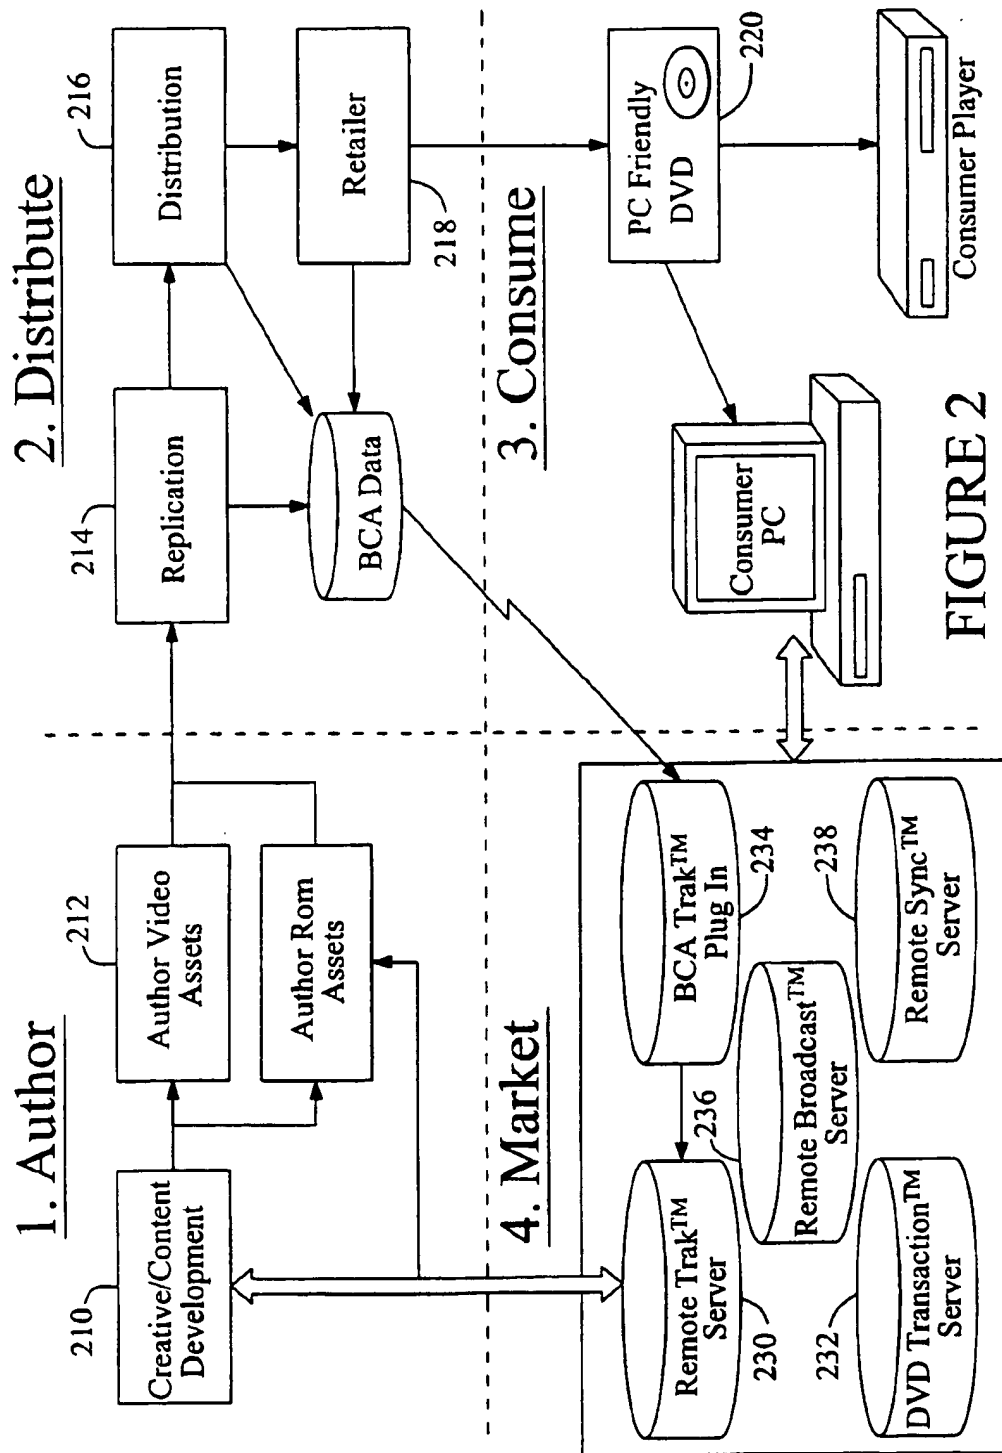 1. Author
2. Distribute
210
212
214
216
Creative/Content
Development
Author Video
Assets
Author Rom
Assets
Replication
Distribution
BCA Data
Retailer
218
4. Market
3. Consume
Remote Trak™
Server
230
BCA Trak™
Plug In
234
236
Remote Broadcast™
Server
232
DVD Transaction™
Server
238
Remote Sync™
Server
Consumer
PC
PC Friendly
DVD
220
Consumer Player
FIGURE 2